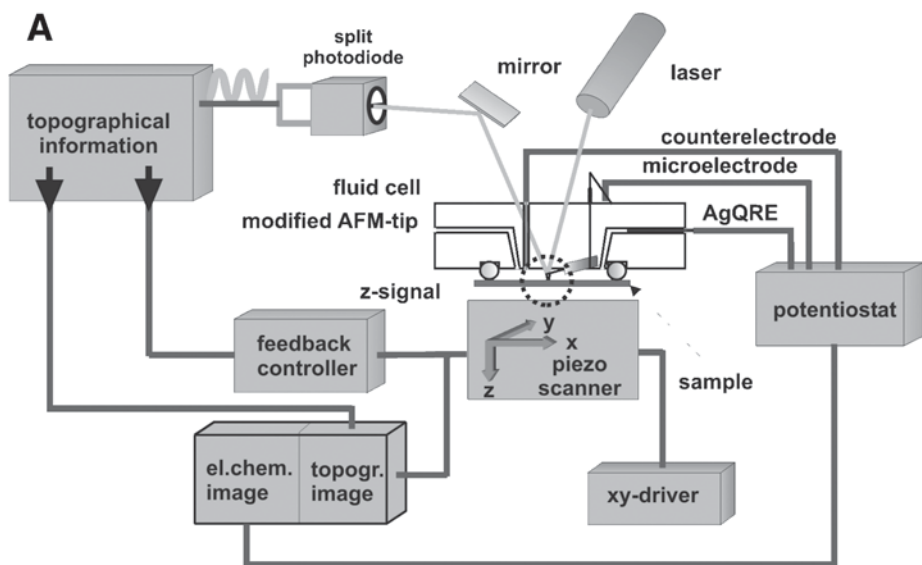 A
split
photodiode
mirror
laser
topographical
information
counterelectrode
microelectrode
fluid cell
modified AFM-tip
AgQRE
z-signal
potentiostat
feedback
controller
y
x
z
piezo
scanner
sample
el.chem.
image
topogr.
image
xy-driver